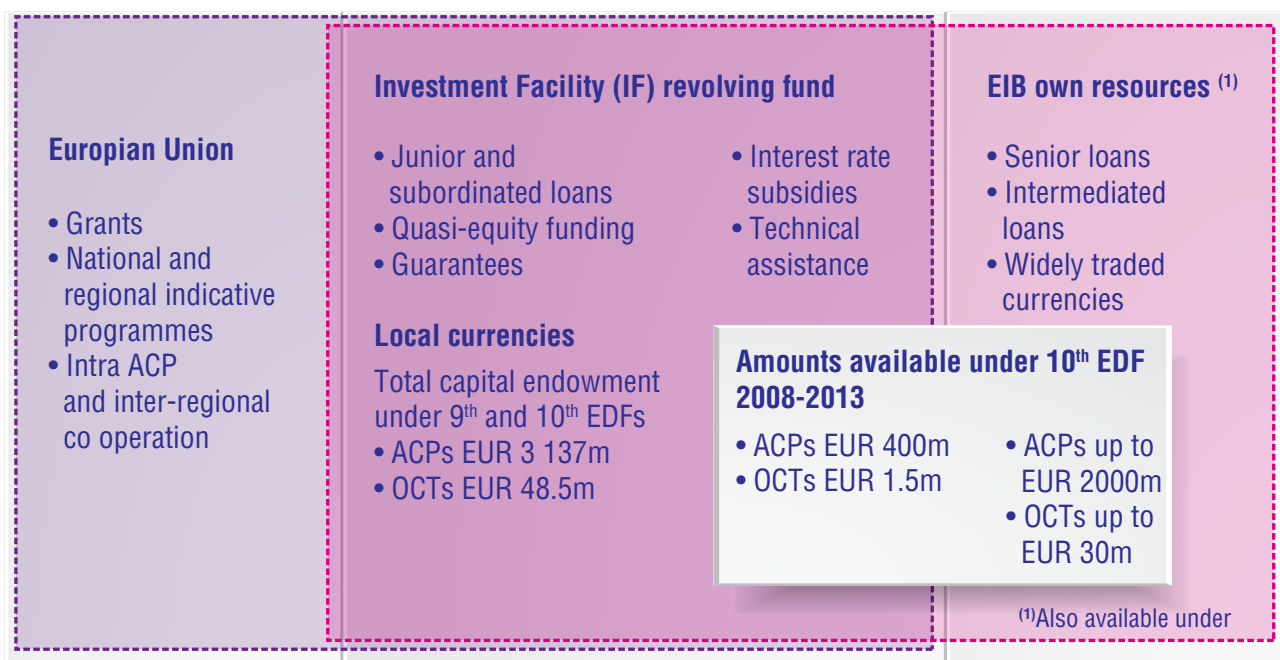 Europian Union
• Grants
• National and
regional indicative
programmes
• Intra ACP
and inter-regional
co operation
Investment Facility (IF) revolving fund
• Junior and
subordinated loans
• Quasi-equity funding
• Guarantees
• Interest rate
subsidies
• Technical
assistance
Local currencies
Total capital endowment
under 9th and 10th EDFs
• ACPs EUR 3 137m
• OCTs EUR 48.5m
EIB own resources (1)
• Senior loans
• Intermediated
loans
• Widely traded
currencies
Amounts available under 10th EDF
2008-2013
• ACPs EUR 400m
• OCTs EUR 1.5m
• ACPs up to
EUR 2000m
• OCTs up to
EUR 30m
(1)Also available under